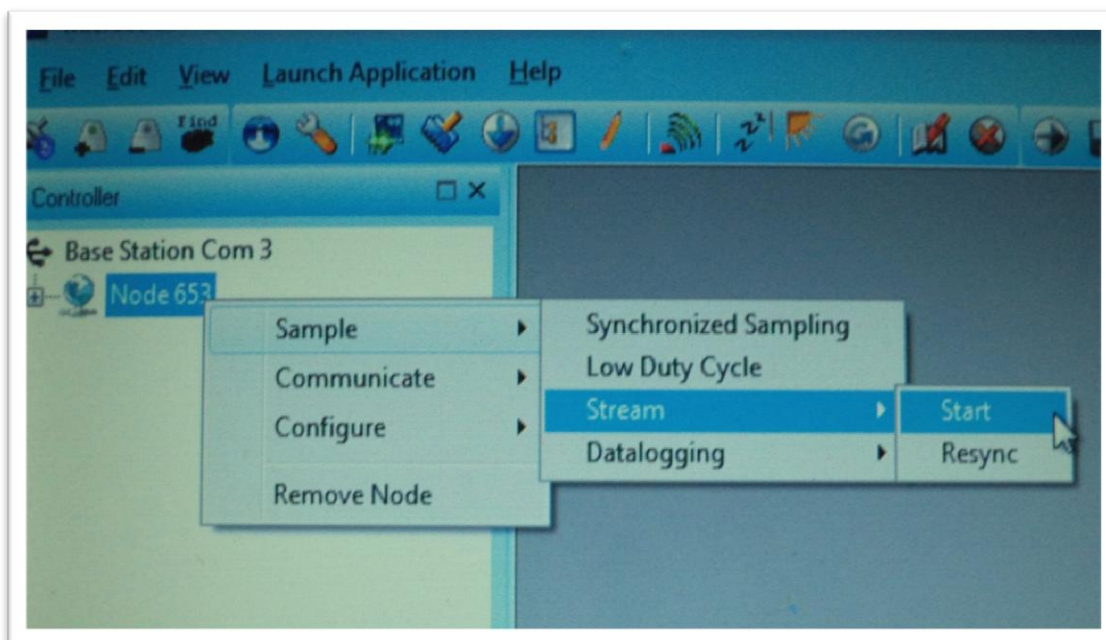 File Edit View Launch Application Help
Find
Controller
Base Station Com 3
Node 653
Sample
Communicate
Configure
Remove Node
Synchronized Sampling
Low Duty Cycle
Stream
Datalogging
Start
Resync